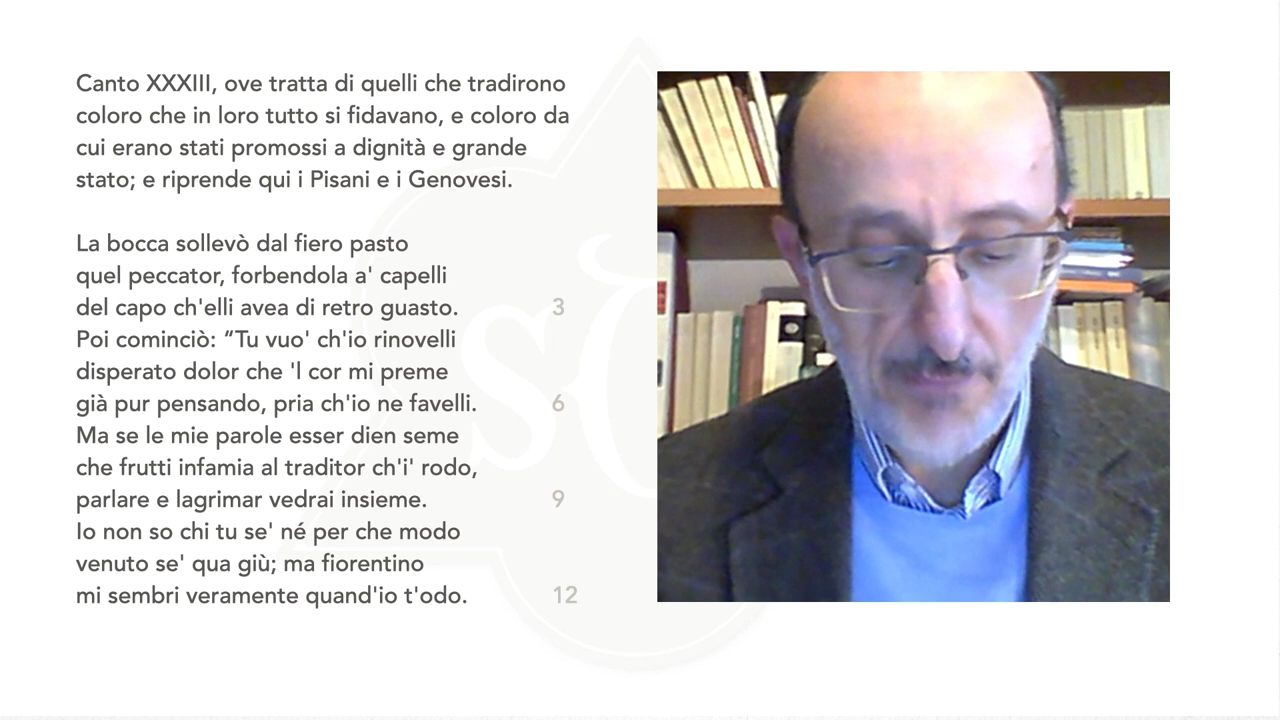 Canto XXXIII, ove tratta di quelli che tradirono
coloro che in loro tutto si fidavano, e coloro da
cui erano stati promossi a dignità e grande
stato; e riprende qui i Pisani e i Genovesi.
La bocca sollevò dal fiero pasto
quel peccator, forbendola a' capelli
del capo ch'elli avea di retro guasto. 3
Poi cominciò: “Tu vuo' ch'io rinovelli
disperato dolor che 'l cor mi preme
già pur pensando, pria ch'io ne favelli. 6
Ma se le mie parole esser dien seme
che frutti infamia al traditor ch'i' rodo,
parlare e lagrimar vedrai insieme. 9
Io non so chi tu se' né per che modo
venuto se' qua giù; ma fiorentino
mi sembri veramente quand'io t'odo. 12